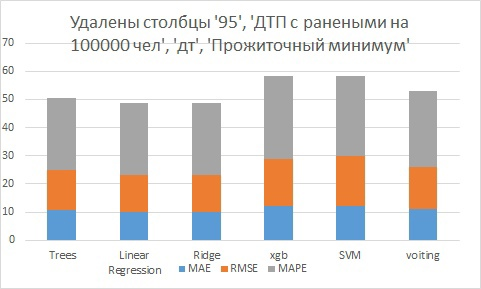 Удалены столбцы '95', 'ДТП с ранеными на
100000 чел', 'дт', 'Прожиточный минимум'
70
60
50
40
30
20
10
0
Trees
Linear
Regression
Ridge
xgb
SVM
voiting
MAE RMSE MAPE